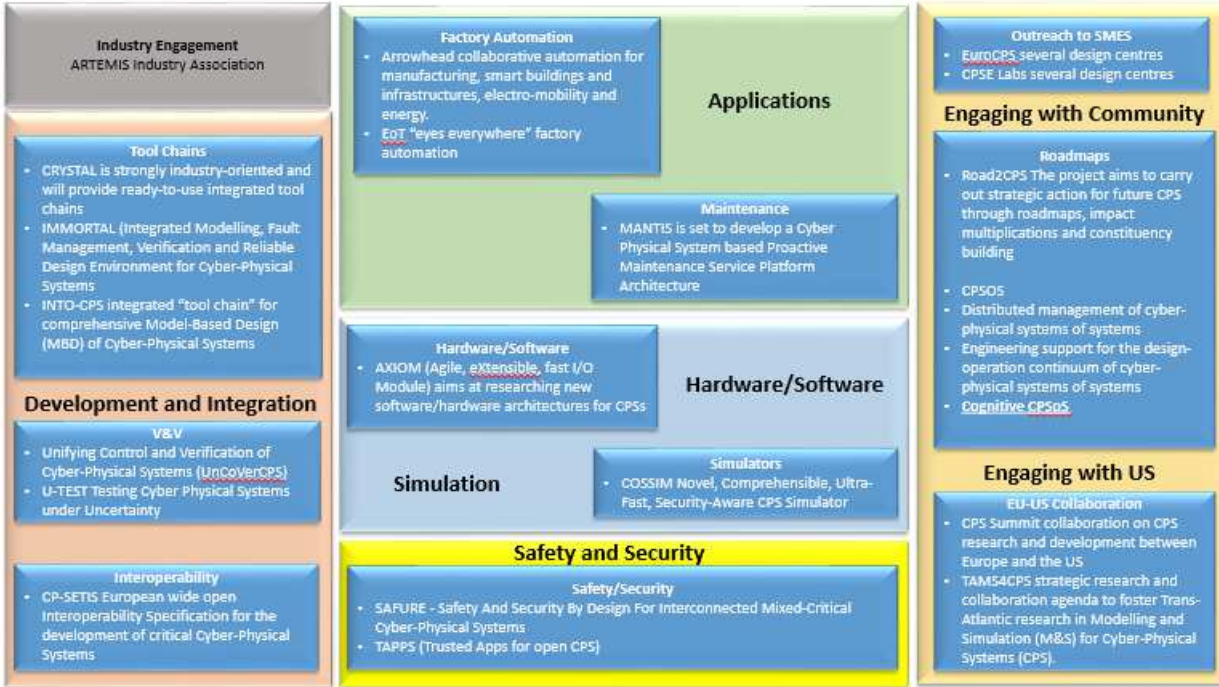 Industry Engagement
ARTEMIS Industry Association
Tool Chains
• CRYSTAL is strongly industry-oriented and
will provide ready-to-use integrated tool
chains
• IMMORTAL (Integrated Modelling, Fault
Management, Verification and Reliable
Design Environment for Cyber-Physical
Systems
• INTO-CPS integrated “tool chain” for
comprehensive Model-Based Design
(MBD) of Cyber-Physical Systems
Development and Integration
V&V
• Unifying Control and Verification of
Cyber-Physical Systems (UnCoVerCPS)
• U-TEST Testing Cyber Physical Systems
under Uncertainty
Interoperability
• CP-SETIS European wide open
Interoperability Specification for the
development of critical Cyber-Physical
Systems
Factory Automation
• Arrowhead collaborative automation for
manufacturing, smart buildings and
infrastructures, electro-mobility and
energy.
• EoT “eyes everywhere” factory
automation
Applications
Maintenance
• MANTIS is set to develop a Cyber
Physical System based Proactive
Maintenance Service Platform
Architecture
Hardware/Software
• AXIOM (Agile, eXtensible, fast I/O
Module) aims at researching new
software/hardware architectures for CPSs
Hardware/Software
Simulation
Simulators
• COSSIM Novel, Comprehensible, Ultra-
Fast, Security-Aware CPS Simulator
Safety and Security
Safety/Security
• SAFURE - Safety And Security By Design For Interconnected Mixed-Critical
Cyber-Physical Systems
• TAPPS (Trusted Apps for open CPS)
Outreach to SMES
• EuroCPS several design centres
• CPSE Labs several design centres
Engaging with Community
Roadmaps
• Road2CPS The project aims to carry
out strategic action for future CPS
through roadmaps, impact
multiplications and constituency
building
• CPSOS
• Distributed management of cyber-
physical systems of systems
• Engineering support for the design-
operation continuum of cyber-
physical systems of systems
• Cognitive CPSoS
Engaging with US
EU-US Collaboration
• CPS Summit collaboration on CPS
research and development between
Europe and the US
• TAMS4CPS strategic research and
collaboration agenda to foster Trans-
Atlantic research in Modelling and
Simulation (M&S) for Cyber-Physical
Systems (CPS).